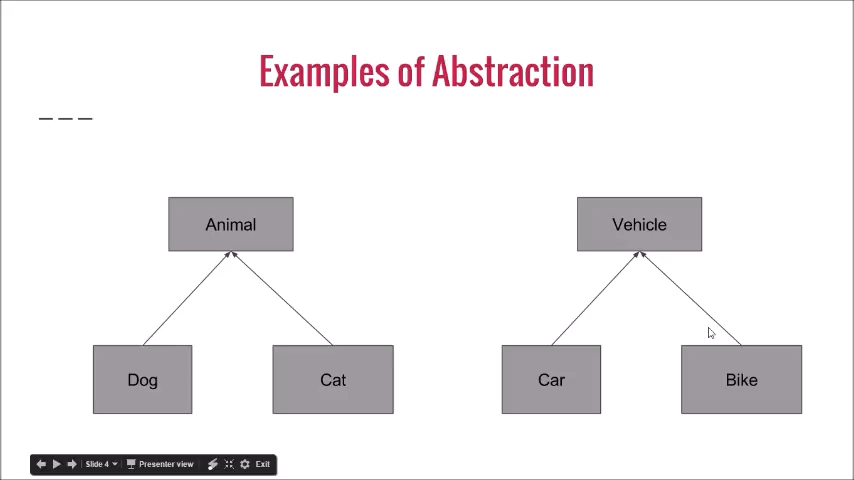 Examples of Abstraction
Animal
Vehicle
Dog
Cat
Car
Bike
Slide 4
Presenter view
Exit